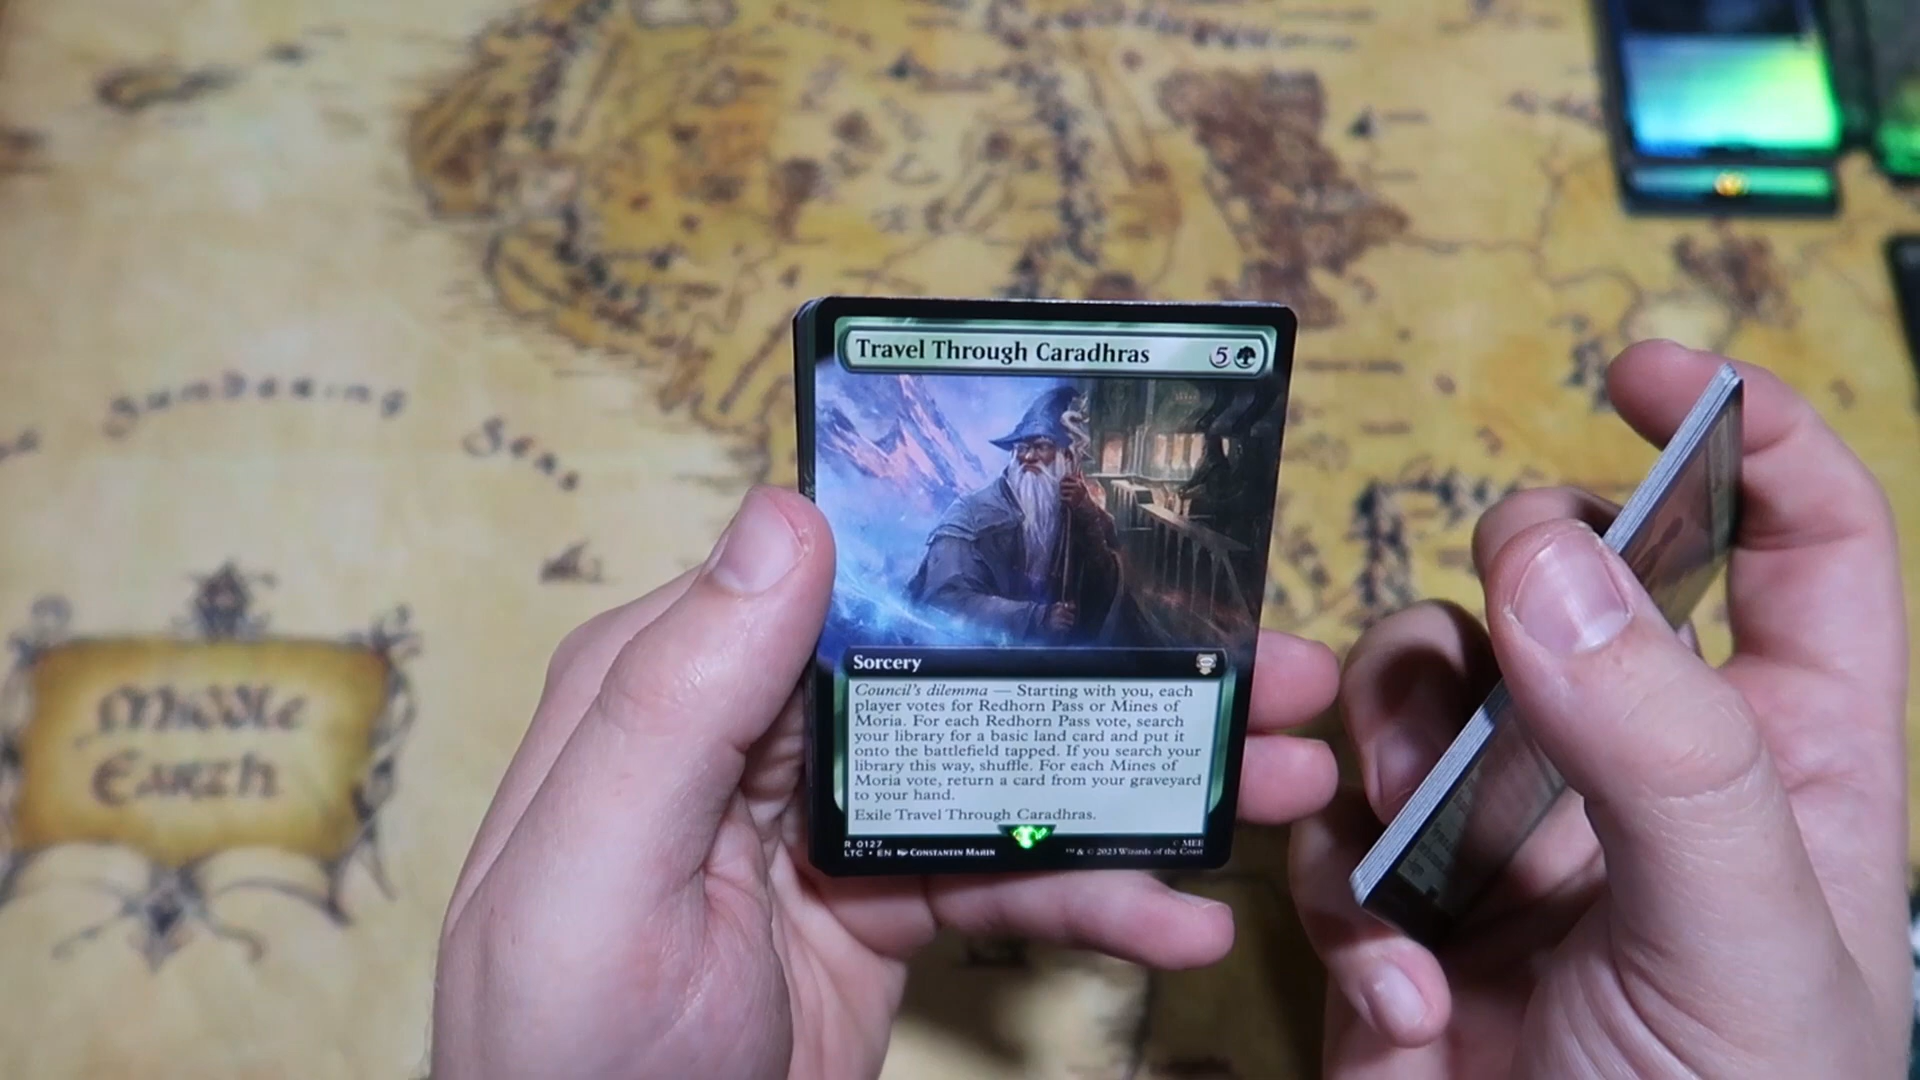 Travel Through Caradhras 5
Sorcery
Council's dilemma — Starting with you, each
player votes for Redhorn Pass or Mines of
Moria. For each Redhorn Pass vote, search
your library for a basic land card and put it
onto the battlefield tapped. If you search your
library this way, shuffle. For each Mines of
Moria vote, return a card from your graveyard
to your hand.
Exile Travel Through Caradhras.
R 0127
LTC • EN Constantin Marin
© MEE
™ & © 2023 Wizards of the Coast
Sundering
Seas
Middle
Earth